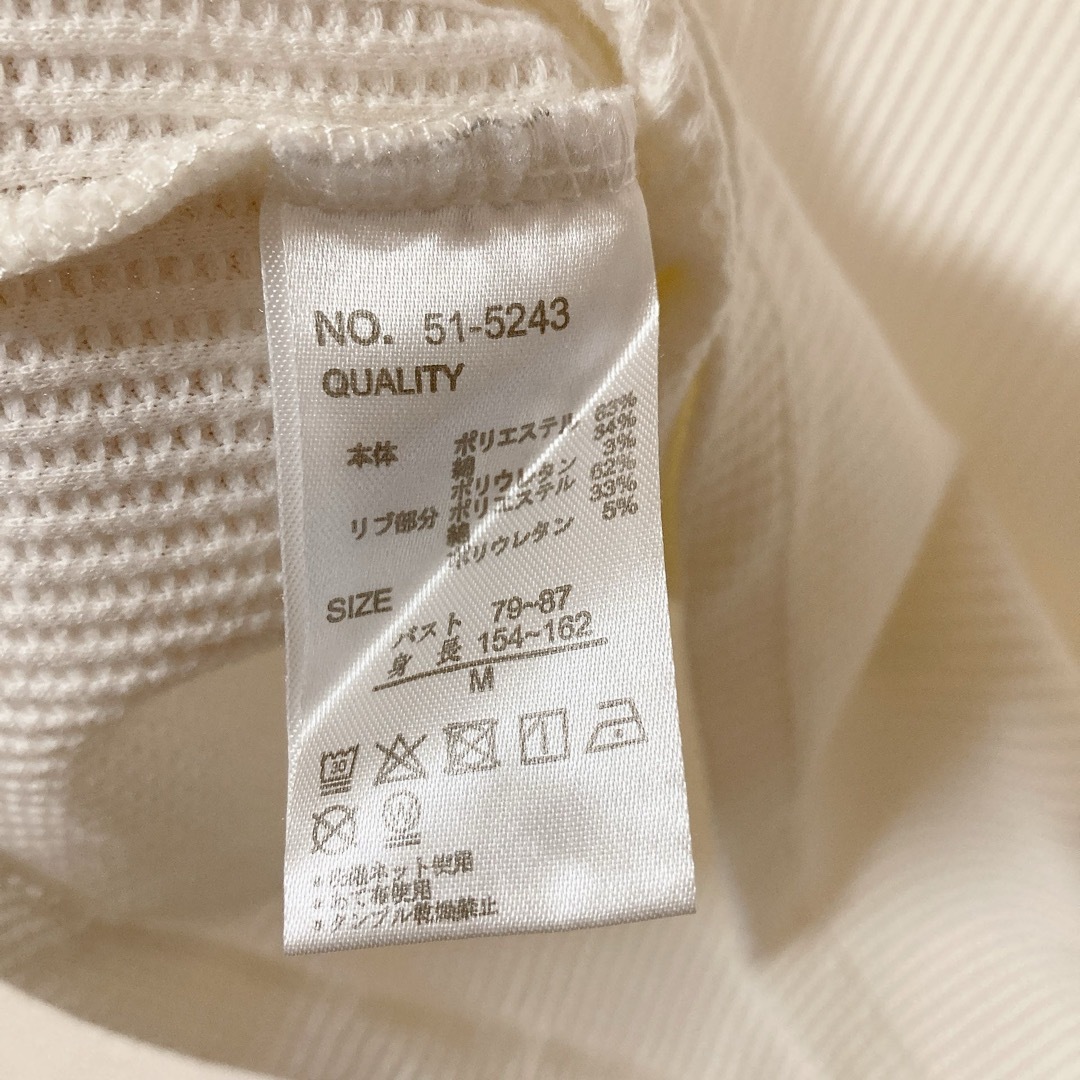 NO. 51-5243
QUALITY
本体 ポリエステル 63%
綿 34%
ポリウレタン 3%
リブ部分 ポリエステル 62%
綿 33%
ポリウレタン 5%
SIZE
バスト 79~87
身長 154~162
M
30
・洗濯ネット使用
・あて布使用
・タンブル乾燥禁止